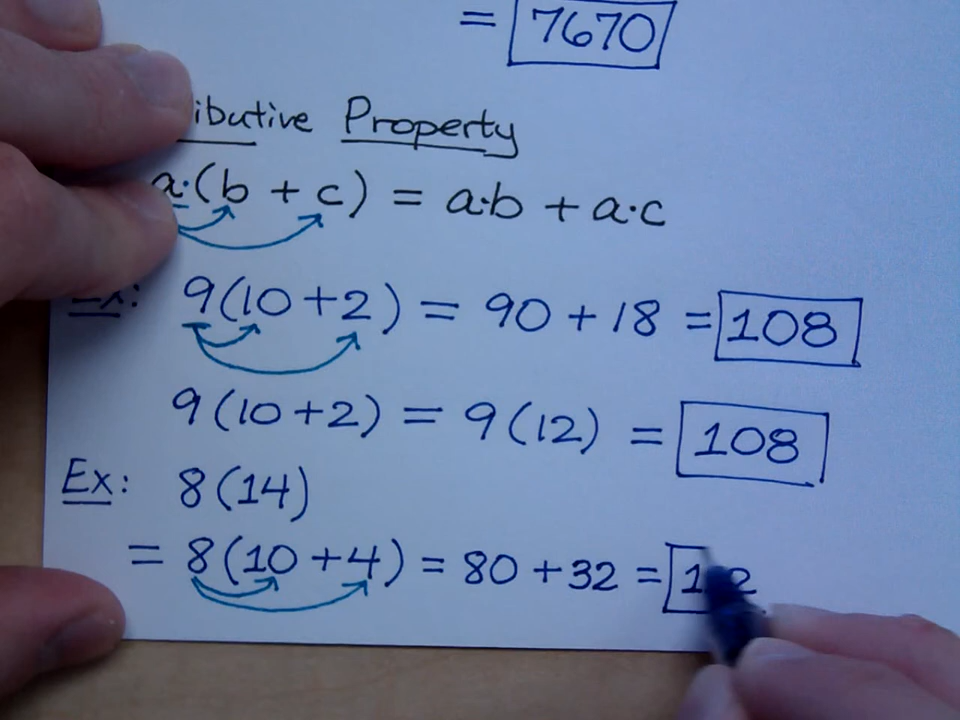 = 7670
ibutive Property
a·(b + c) = a·b + a·c
Ex: 9(10+2) = 90+18 = 108
9(10+2) = 9(12) = 108
Ex: 8(14)
= 8(10+4) = 80+32 =